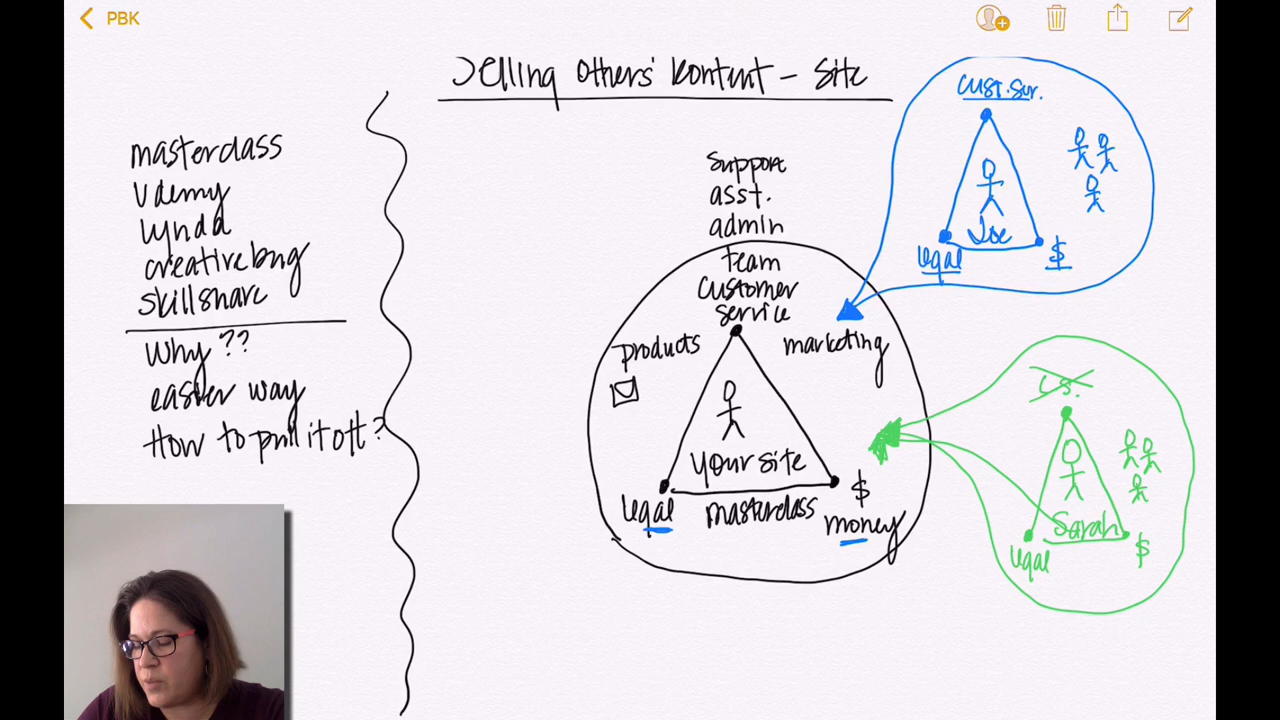 PBK
Selling Others' Kontent - Site
masterclass
Udemy
Lynda
creativebug
skillshare
Why ??
easier way
How to pull it off?
support
asst.
admin
team
customer
service
products
marketing
your site
legal
masterclass
$
money
cust. sur.
Joe
legal
$
C.S.
Sarah
legal
$